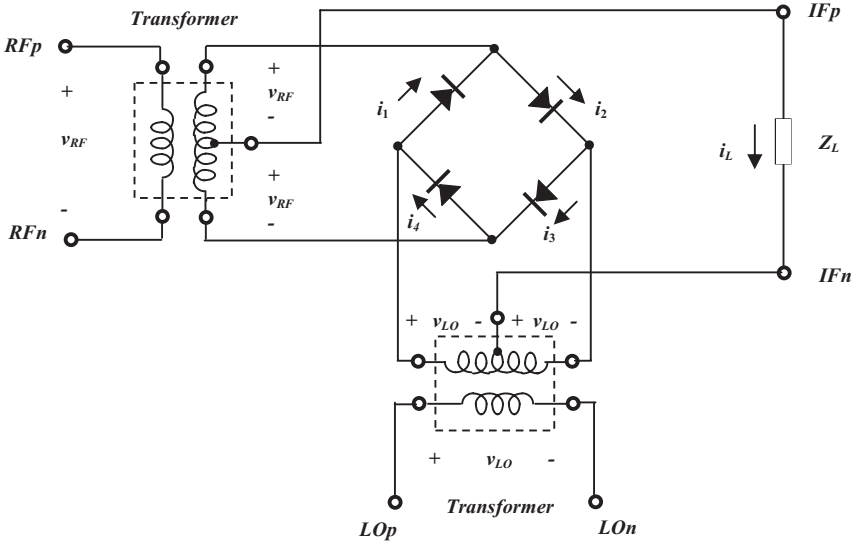 Transformer
IFp
RFp
+
+
v_RF
-
i_1
i_2
v_RF
i_L
Z_L
+
v_RF
-
-
i_4
i_3
RFn
IFn
+ v_LO - + v_LO -
+ v_LO -
Transformer
LOp
LOn